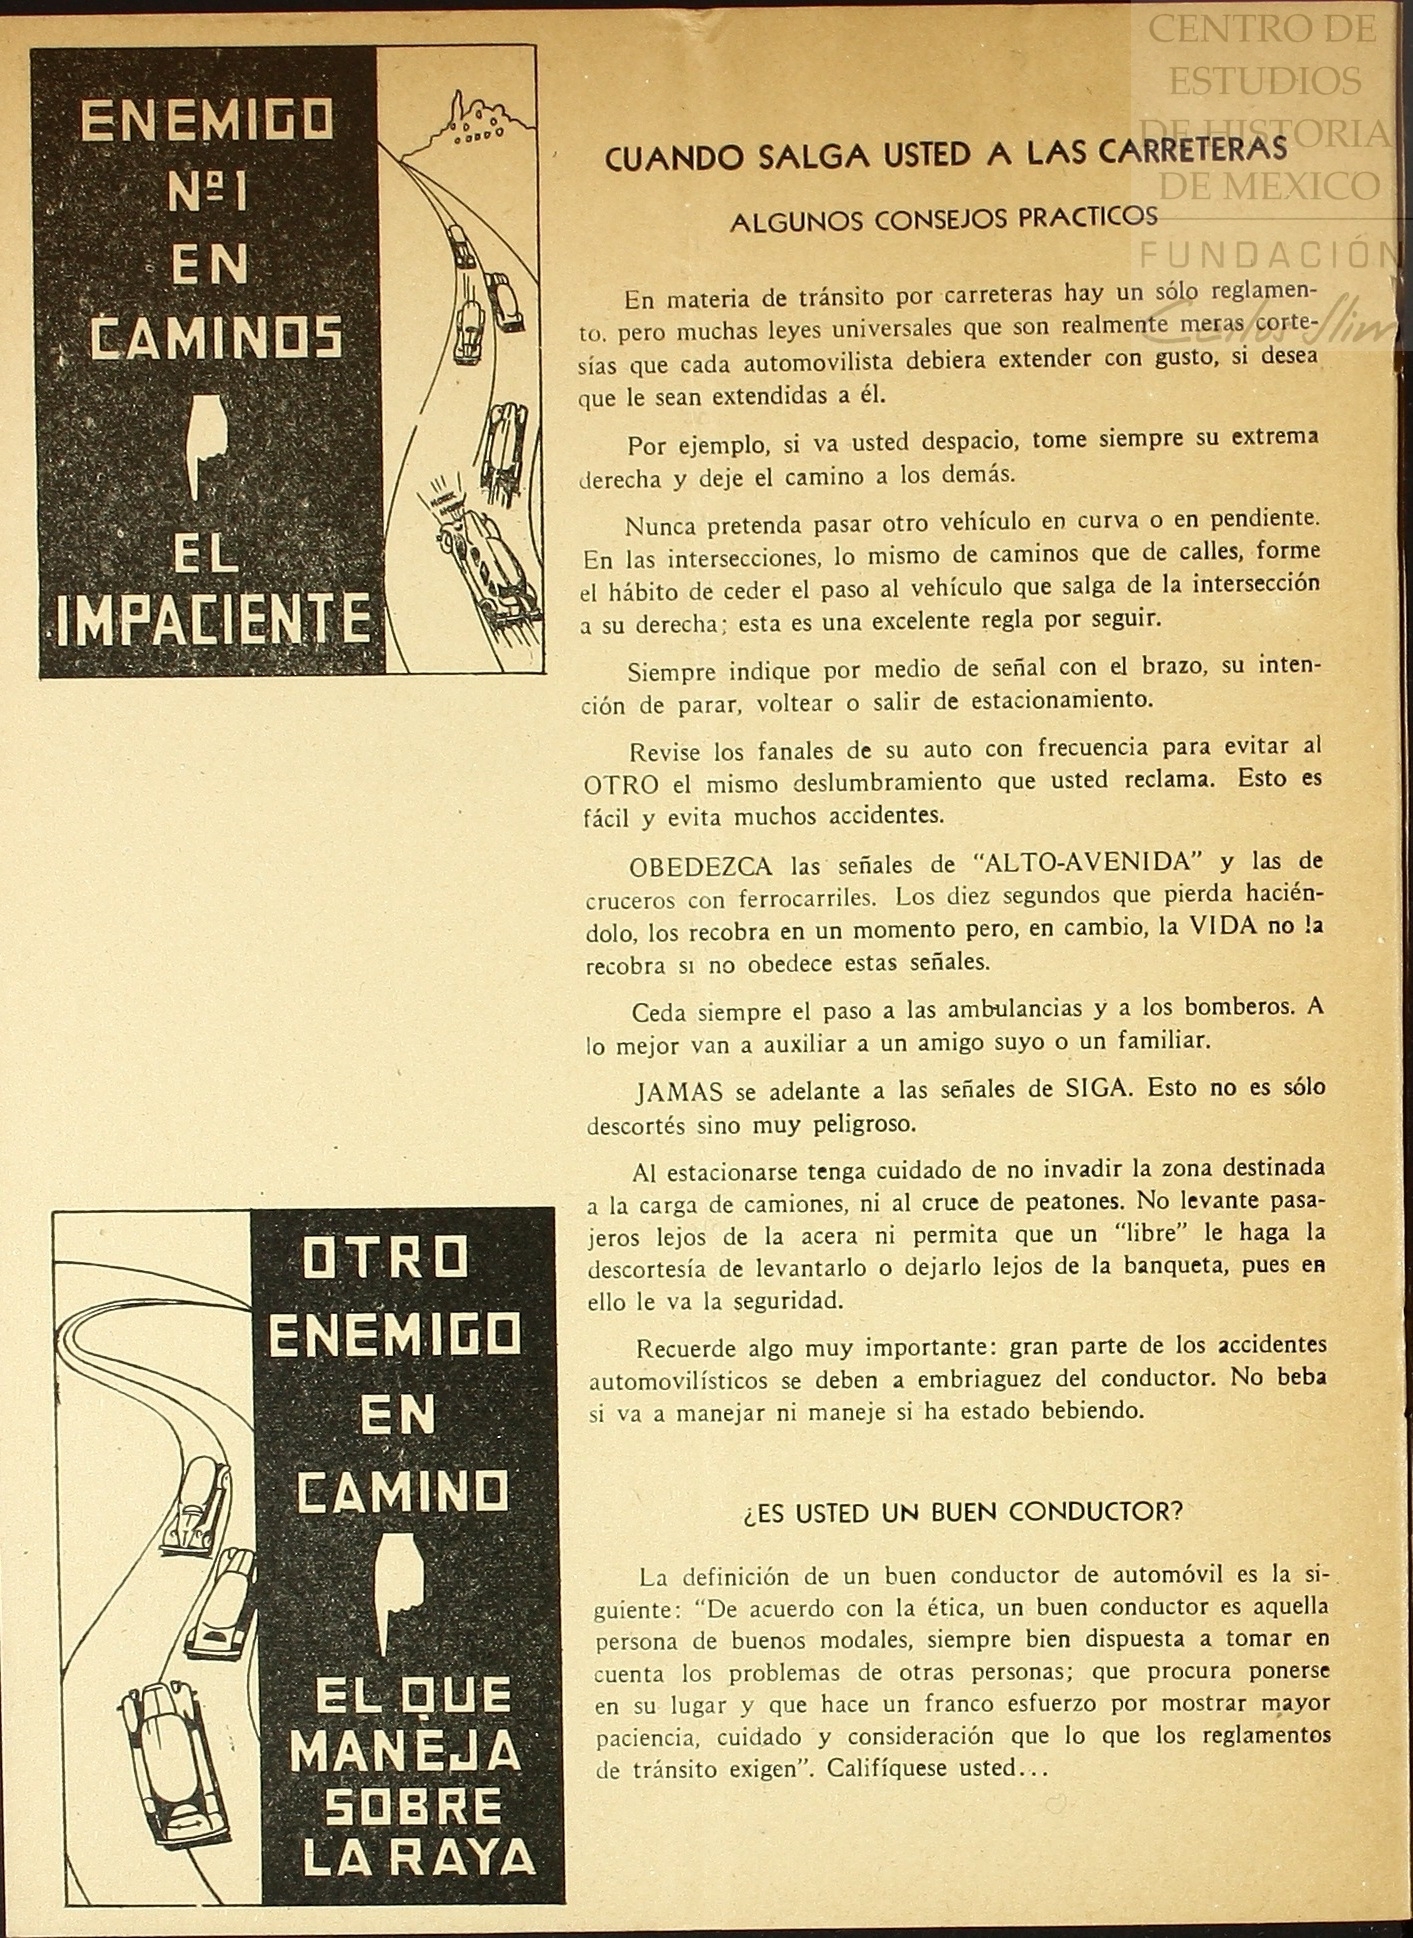 CENTRO DE
ESTUDIOS
DE HISTORIA
DE MEXICO
FUNDACIÓN
Carlos Slim
ENEMIGO
Nº 1
EN
CAMINOS
EL
IMPACIENTE
CUANDO SALGA USTED A LAS CARRETERAS
ALGUNOS CONSEJOS PRACTICOS
En materia de tránsito por carreteras hay un sólo reglamen-
to, pero muchas leyes universales que son realmente meras corte-
sías que cada automovilista debiera extender con gusto, si desea
que le sean extendidas a él.
Por ejemplo, si va usted despacio, tome siempre su extrema
derecha y deje el camino a los demás.
Nunca pretenda pasar otro vehículo en curva o en pendiente.
En las intersecciones, lo mismo de caminos que de calles, forme
el hábito de ceder el paso al vehículo que salga de la intersección
a su derecha; esta es una excelente regla por seguir.
Siempre indique por medio de señal con el brazo, su inten-
ción de parar, voltear o salir de estacionamiento.
Revise los fanales de su auto con frecuencia para evitar al
OTRO el mismo deslumbramiento que usted reclama. Esto es
fácil y evita muchos accidentes.
OBEDEZCA las señales de "ALTO-AVENIDA" y las de
cruceros con ferrocarriles. Los diez segundos que pierda hacién-
dolo, los recobra en un momento pero, en cambio, la VIDA no la
recobra si no obedece estas señales.
Ceda siempre el paso a las ambulancias y a los bomberos. A
lo mejor van a auxiliar a un amigo suyo o un familiar.
JAMAS se adelante a las señales de SIGA. Esto no es sólo
descortés sino muy peligroso.
Al estacionarse tenga cuidado de no invadir la zona destinada
a la carga de camiones, ni al cruce de peatones. No levante pasa-
jeros lejos de la acera ni permita que un "libre" le haga la
descortesía de levantarlo o dejarlo lejos de la banqueta, pues en
ello le va la seguridad.
Recuerde algo muy importante: gran parte de los accidentes
automovilísticos se deben a embriaguez del conductor. No beba
si va a manejar ni maneje si ha estado bebiendo.
¿ES USTED UN BUEN CONDUCTOR?
La definición de un buen conductor de automóvil es la si-
guiente: "De acuerdo con la ética, un buen conductor es aquella
persona de buenos modales, siempre bien dispuesta a tomar en
cuenta los problemas de otras personas; que procura ponerse
en su lugar y que hace un franco esfuerzo por mostrar mayor
paciencia, cuidado y consideración que lo que los reglamentos
de tránsito exigen". Califíquese usted...
OTRO
ENEMIGO
EN
CAMINO
EL QUE
MANEJA
SOBRE
LA RAYA